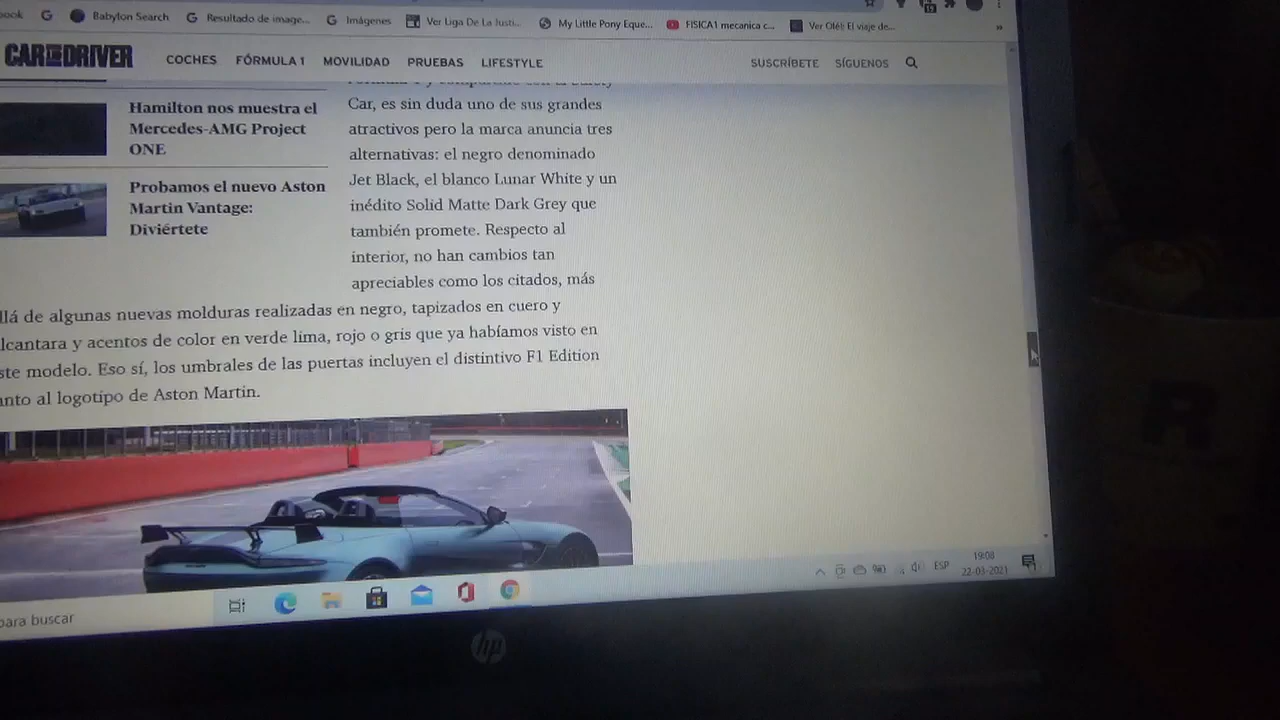 ook
Babylon Search
Resultado de image...
Imágenes
Ver Liga De La Justi...
My Little Pony Eque...
FISICA1 mecanica c...
Ver Olé! El viaje de...
»
CAR AND DRIVER
COCHES
FÓRMULA 1
MOVILIDAD
PRUEBAS
LIFESTYLE
SUSCRÍBETE
SÍGUENOS
Hamilton nos muestra el
Mercedes-AMG Project
ONE
Probamos el nuevo Aston
Martin Vantage:
Diviértete
Car, es sin duda uno de sus grandes
atractivos pero la marca anuncia tres
alternativas: el negro denominado
Jet Black, el blanco Lunar White y un
inédito Solid Matte Dark Grey que
también promete. Respecto al
interior, no han cambios tan
apreciables como los citados, más
llá de algunas nuevas molduras realizadas en negro, tapizados en cuero y
lcantara y acentos de color en verde lima, rojo o gris que ya habíamos visto en
ste modelo. Eso sí, los umbrales de las puertas incluyen el distintivo F1 Edition
unto al logotipo de Aston Martin.
para buscar
ESP
19:08
22-03-2021
hp